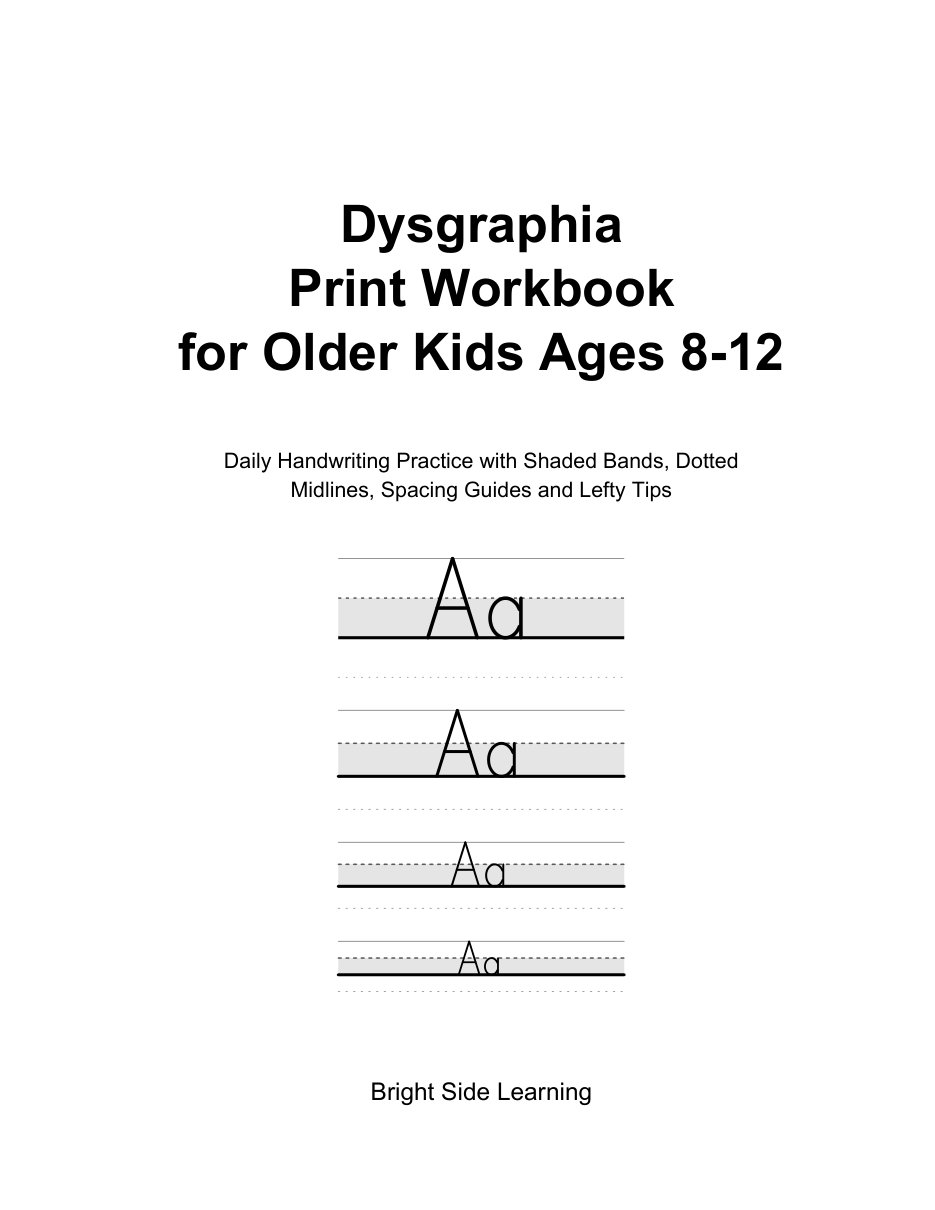 Dysgraphia
Print Workbook
for Older Kids Ages 8-12
Daily Handwriting Practice with Shaded Bands, Dotted
Midlines, Spacing Guides and Lefty Tips
Aa
Aa
Aa
Aa
Bright Side Learning